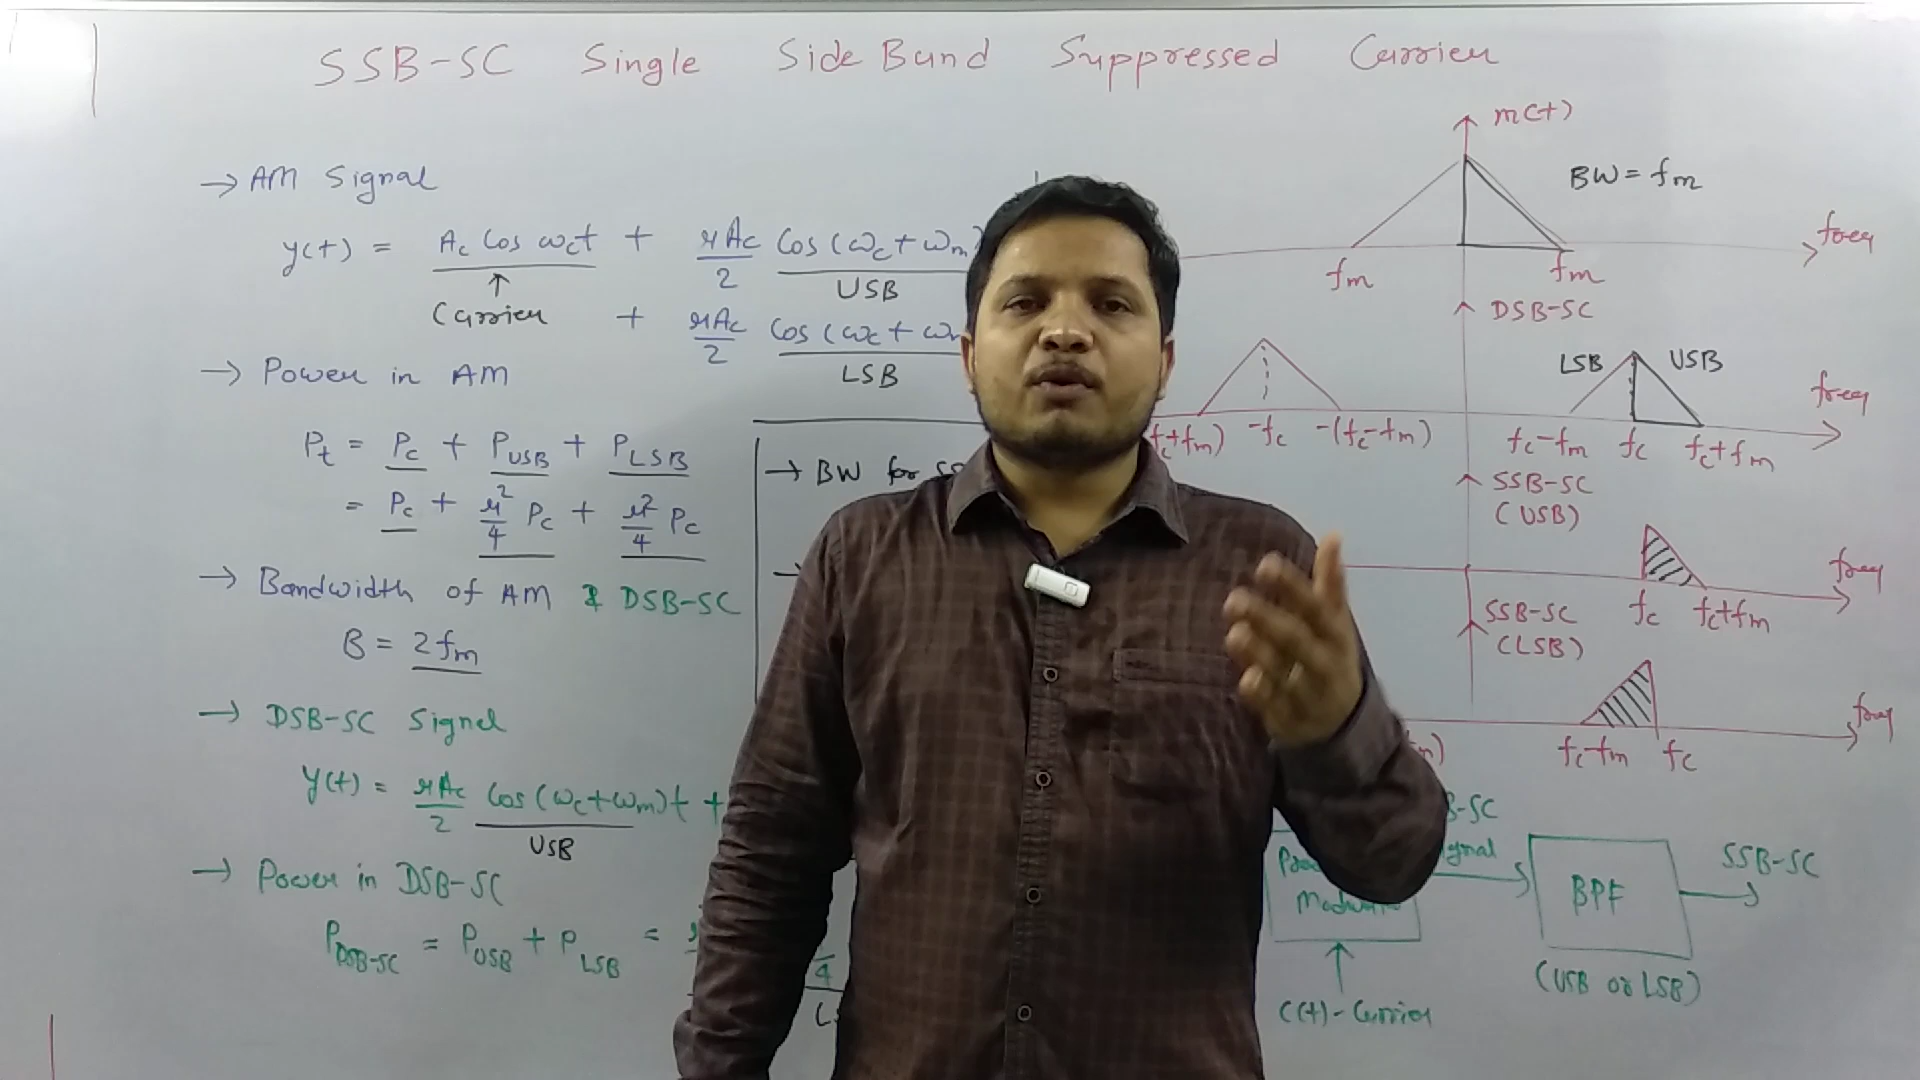 SSB-SC Single Side Band Suppressed Carrier
→ AM Signal
y(t) = Ac Cos ωct + μAc/2 Cos(ωc+ωm)
↑ Carrier
USB
+ μAc/2 Cos(ωc+ω
LSB
→ Power in AM
Pt = Pc + PUSB + PLSB
= Pc + μ²/4 Pc + μ²/4 Pc
→ Bandwidth of AM & DSB-SC
B = 2fm
→ DSB-SC Signal
y(t) = μAc/2 Cos(ωc+ωm)t +
USB
→ Power in DSB-SC
PDSB-SC = PUSB + PLSB =
4
→ BW for
→
m(t)
BW = fm
fm fm freq
DSB-SC
LSB USB
freq
+fm) -fc -(fc-fm) fc-fm fc fc+fm
SSB-SC
(USB)
freq
fc fc+fm
SSB-SC
(LSB)
freq
m) fc-fm fc
-SC
gnal
BPF
SSB-SC
(USB or LSB)
C(t)-Carrier